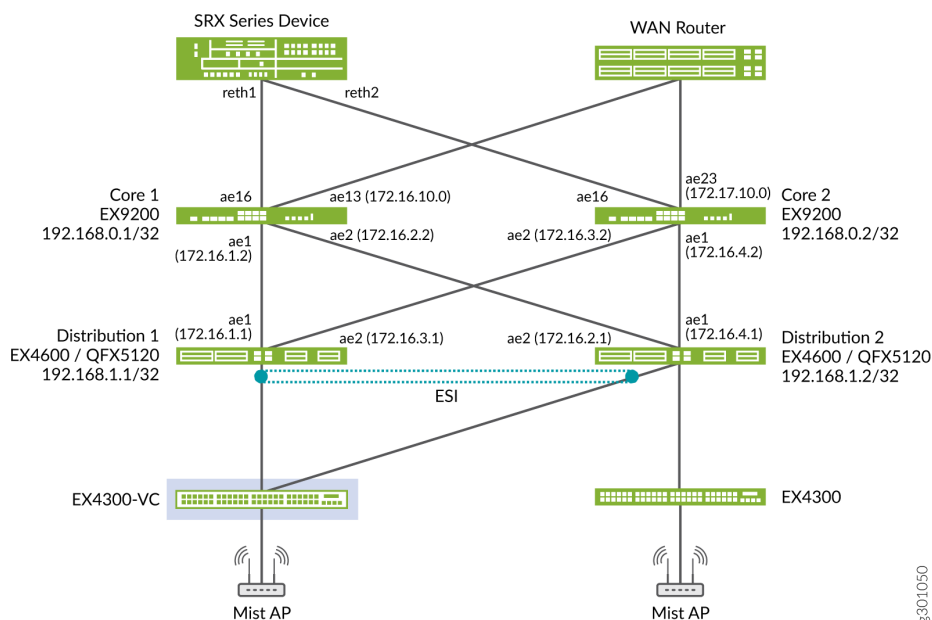 SRX Series Device
WAN Router
reth1
reth2
Core 1
EX9200
192.168.0.1/32
ae16
ae13 (172.16.10.0)
ae16
ae23
(172.17.10.0)
Core 2
EX9200
192.168.0.2/32
ae1
(172.16.1.2)
ae2 (172.16.2.2)
ae2 (172.16.3.2)
ae1
(172.16.4.2)
Distribution 1
EX4600 / QFX5120
192.168.1.1/32
ae1
(172.16.1.1)
ae2 (172.16.3.1)
ae2 (172.16.2.1)
ae1
(172.16.4.1)
Distribution 2
EX4600 / QFX5120
192.168.1.2/32
ESI
EX4300-VC
EX4300
Mist AP
Mist AP
g301050